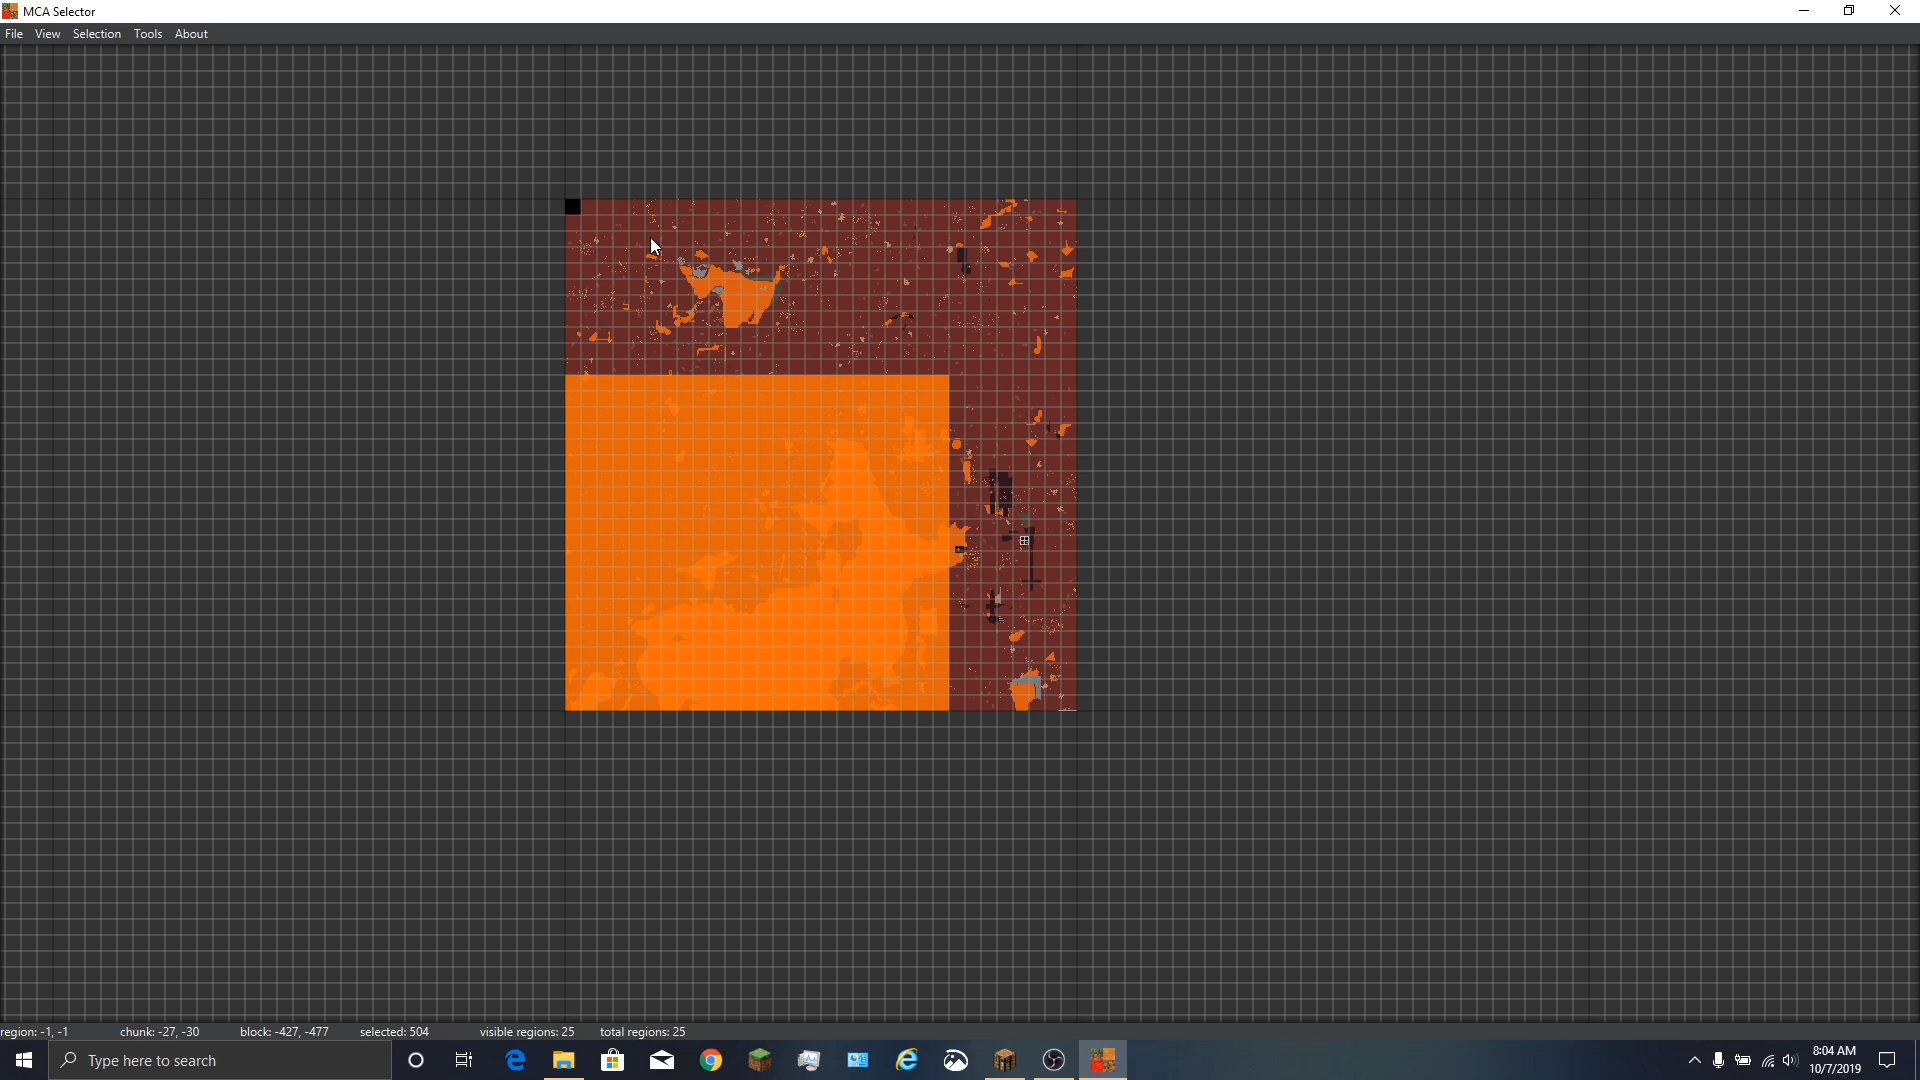 MCA Selector
File View Selection Tools About
region: -1, -1 chunk: -27, -30 block: -427, -477 selected: 504 visible regions: 25 total regions: 25
Type here to search
8:04 AM
10/7/2019